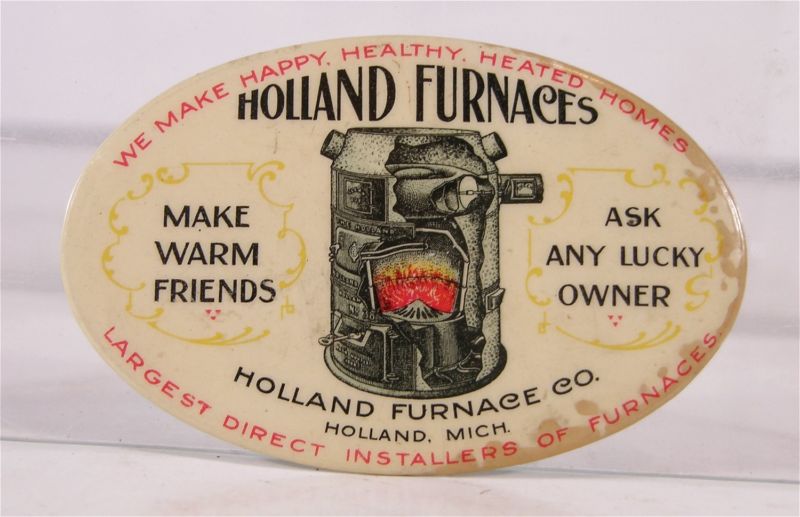 WE MAKE HAPPY. HEALTHY. HEATED HOMES
HOLLAND FURNACES
MAKE
WARM
FRIENDS
ASK
ANY LUCKY
OWNER
HOLLAND FURNACE CO.
HOLLAND, MICH.
LARGEST DIRECT INSTALLERS OF FURNACES.